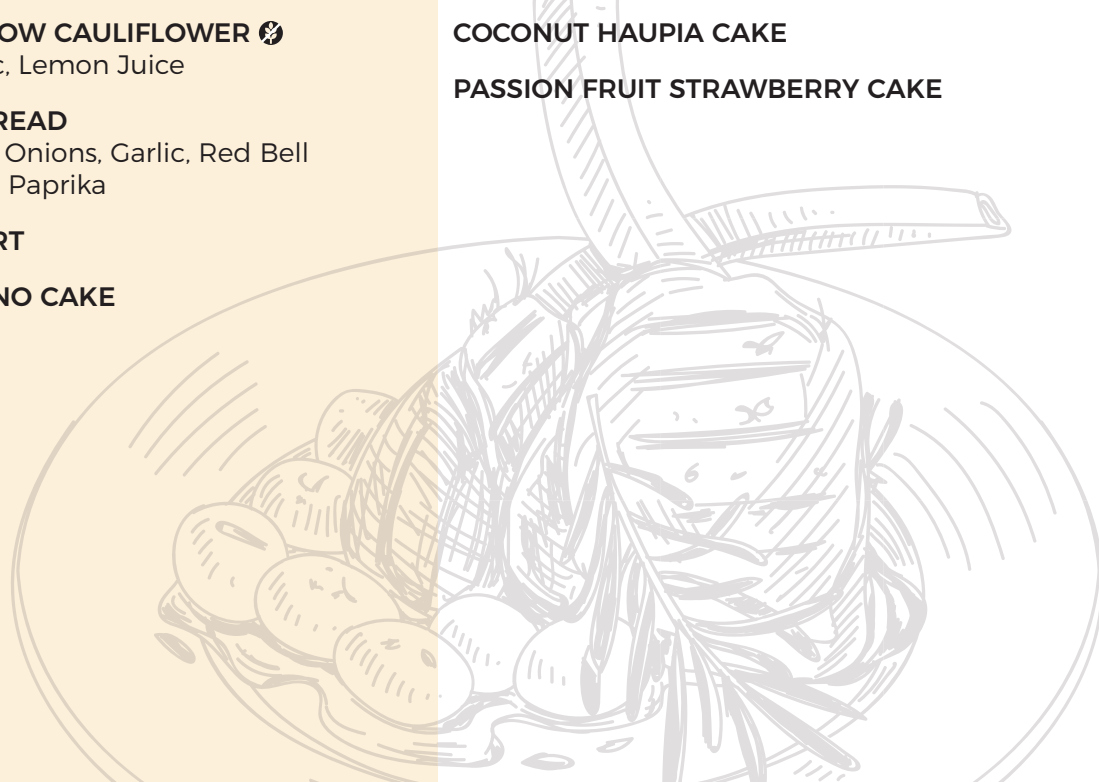 OW CAULIFLOWER
c, Lemon Juice
READ
Onions, Garlic, Red Bell
Paprika
RT
NO CAKE
COCONUT HAUPIA CAKE
PASSION FRUIT STRAWBERRY CAKE